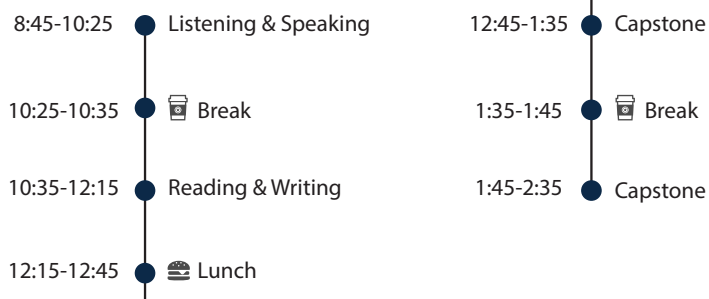 8:45-10:25 Listening & Speaking
10:25-10:35 Break
10:35-12:15 Reading & Writing
12:15-12:45 Lunch
12:45-1:35 Capstone
1:35-1:45 Break
1:45-2:35 Capstone